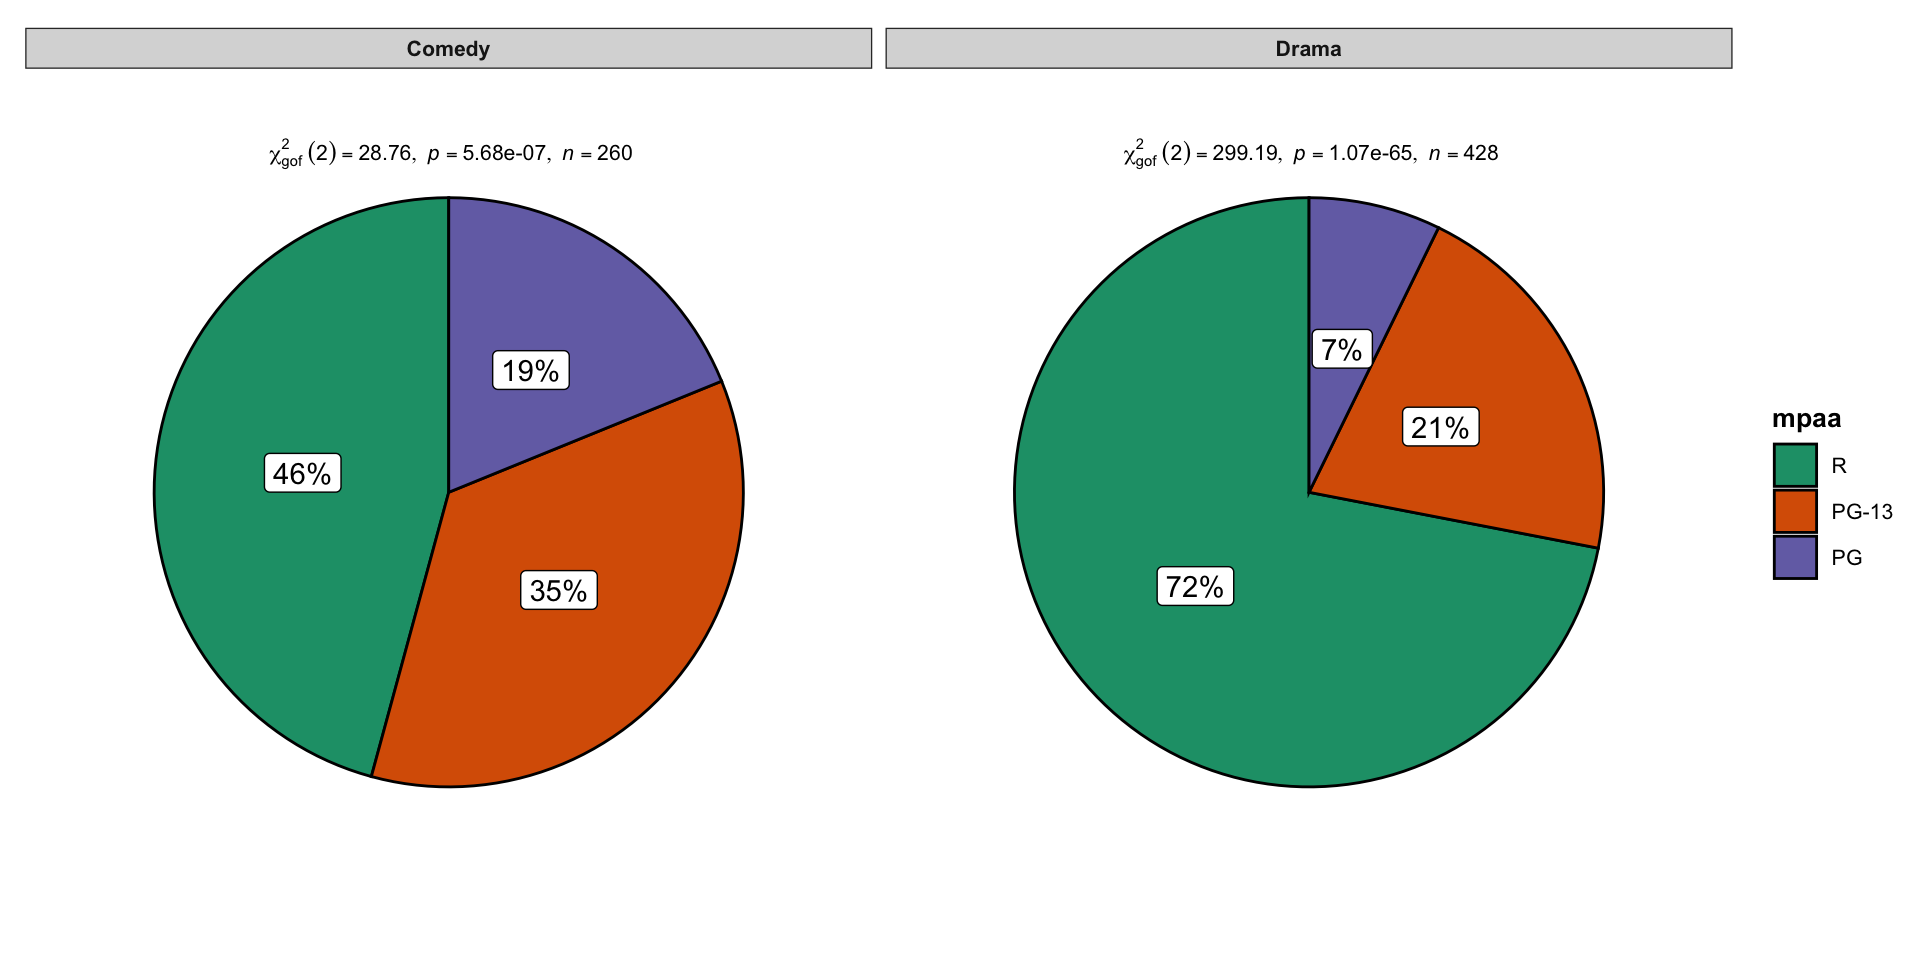 Comedy
χ²gof (2) = 28.76, p = 5.68e-07, n = 260
19%
46%
35%
Drama
χ²gof (2) = 299.19, p = 1.07e-65, n = 428
7%
21%
72%
mpaa
R
PG-13
PG